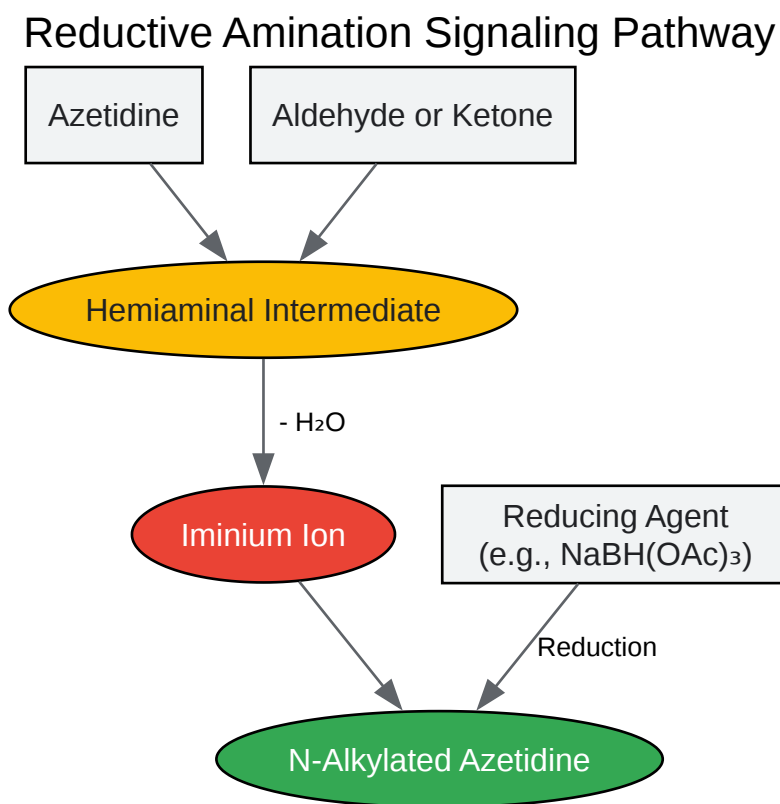 Reductive Amination Signaling Pathway
Azetidine
Aldehyde or Ketone
Hemiaminal Intermediate
- H₂O
Iminium Ion
Reducing Agent
(e.g., NaBH(OAc)₃)
Reduction
N-Alkylated Azetidine